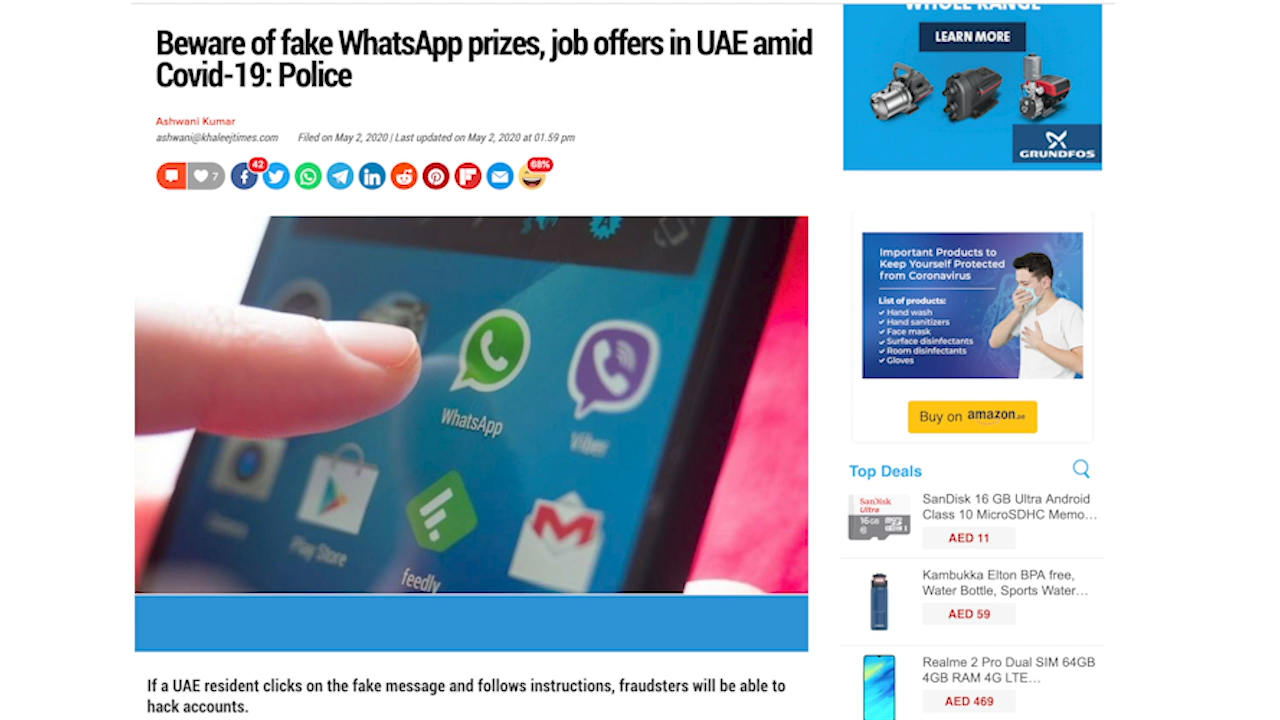 Beware of fake WhatsApp prizes, job offers in UAE amid
Covid-19: Police
Ashwani Kumar
ashwani@khaleejtimes.com Filed on May 2, 2020 | Last updated on May 2, 2020 at 01.59 pm
7
42
68%
WhatsApp
Viber
Play Store
feedly
If a UAE resident clicks on the fake message and follows instructions, fraudsters will be able to
hack accounts.
WHOLE RANGE
LEARN MORE
GRUNDFOS
Important Products to
Keep Yourself Protected
from Coronavirus
List of products:
✓ Hand wash
✓ Hand sanitizers
✓ Face mask
✓ Surface disinfectants
✓ Room disinfectants
✓ Gloves
Buy on amazon.ae
Top Deals
SanDisk
Ultra
16GB
SanDisk 16 GB Ultra Android
Class 10 MicroSDHC Memo...
AED 11
Kambukka Elton BPA free,
Water Bottle, Sports Water...
AED 59
Realme 2 Pro Dual SIM 64GB
4GB RAM 4G LTE...
AED 469